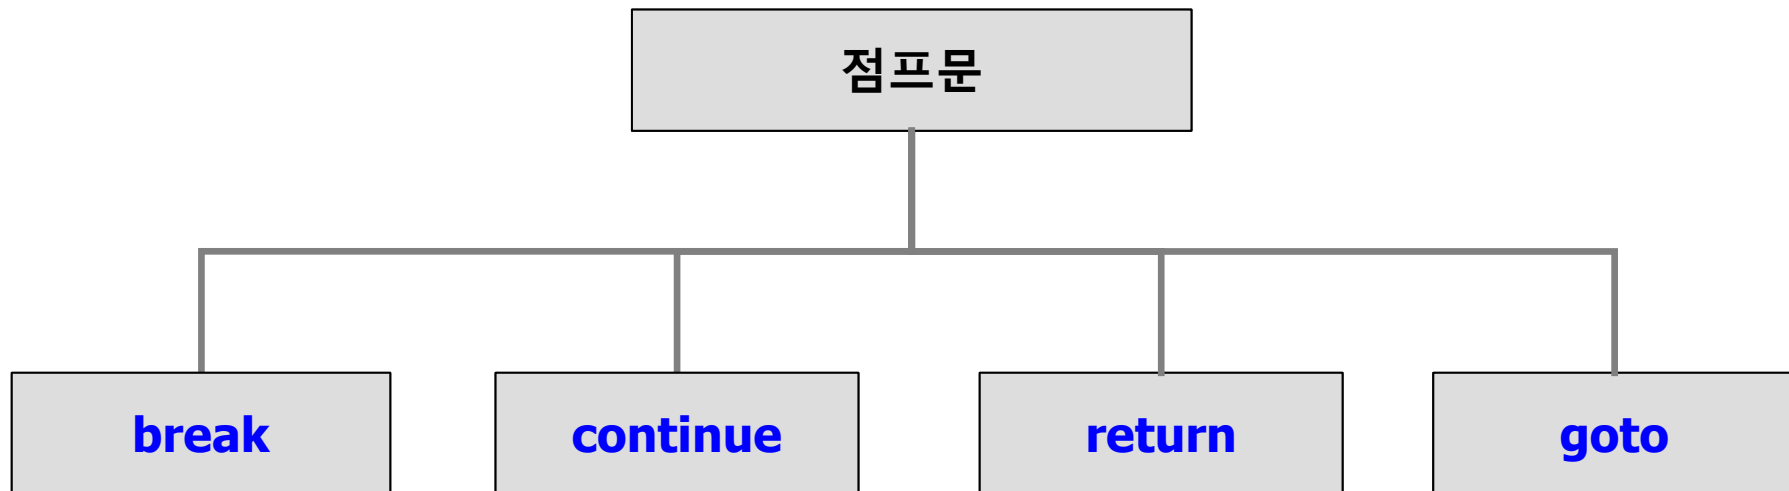 점프문
break
continue
return
goto